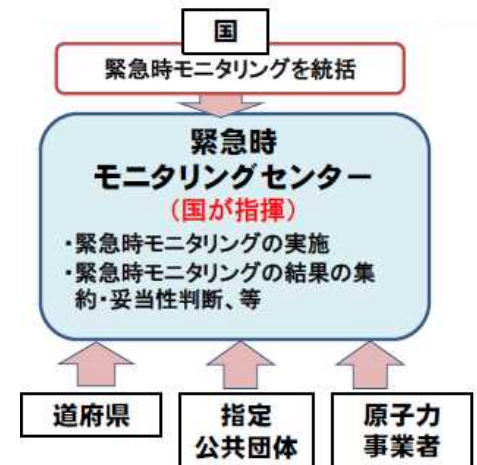 国
緊急時モニタリングを統括
緊急時
モニタリングセンター
(国が指揮)
・緊急時モニタリングの実施
・緊急時モニタリングの結果の集
約・妥当性判断、等
道府県
指定
公共団体
原子力
事業者